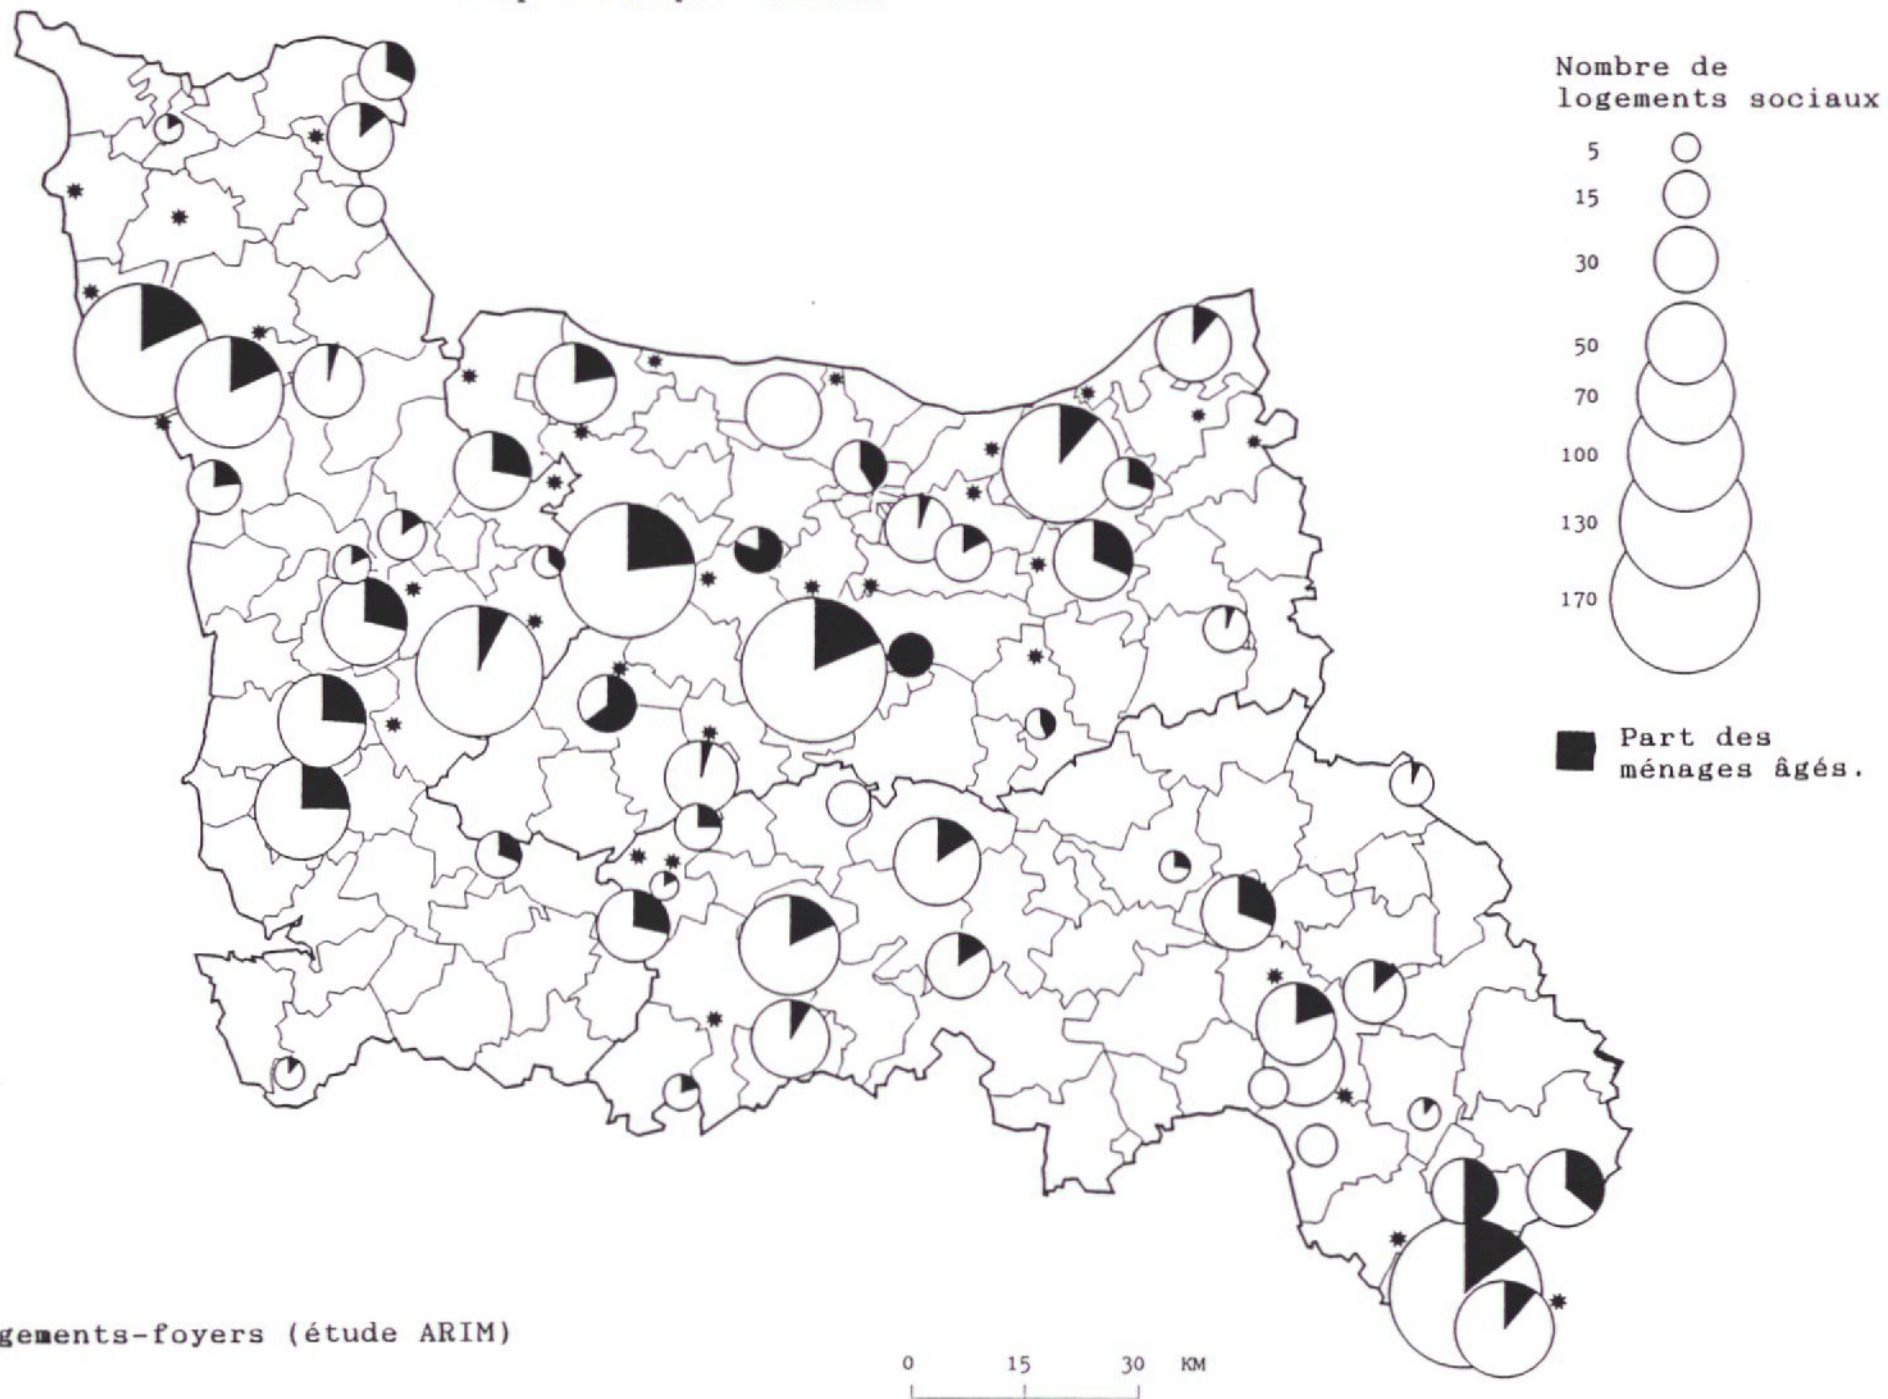 Nombre de
logements sociaux
5
15
30
50
70
100
130
170
Part des
ménages âgés.
gements-foyers (étude ARIM)
0 15 30 KM